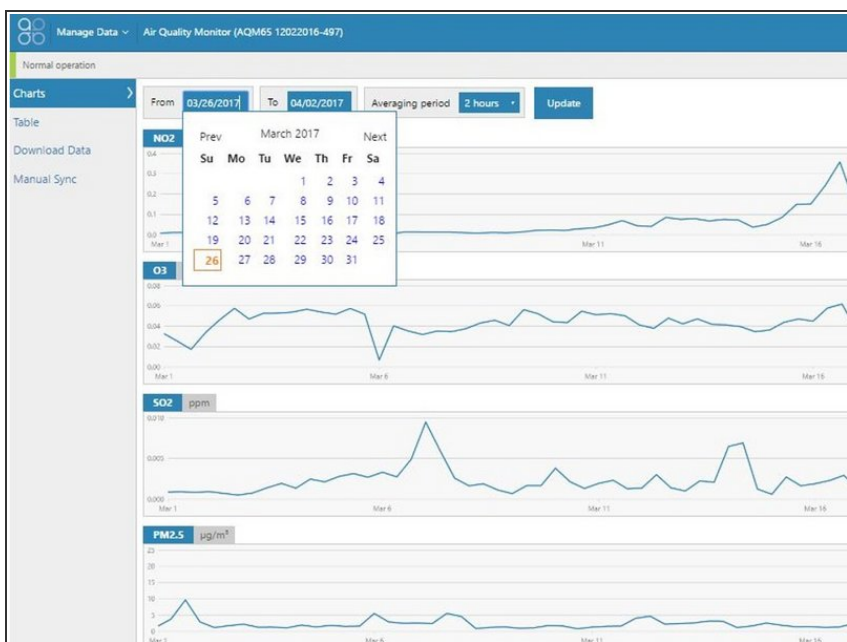 Manage Data Air Quality Monitor (AQM65 12022016-497)
Normal operation
Charts
Table
Download Data
Manual Sync
From 03/26/2017 To 04/02/2017 Averaging period 2 hours Update
Prev March 2017 Next
Su Mo Tu We Th Fr Sa
1 2 3 4
5 6 7 8 9 10 11
12 13 14 15 16 17 18
19 20 21 22 23 24 25
26 27 28 29 30 31
NO2
0.4
0.3
0.2
0.1
0.0
Mar 1 Mar 11 Mar 16
O3
0.08
0.06
0.04
0.02
0.00
Mar 1 Mar 6 Mar 11 Mar 16
SO2 ppm
0.010
0.005
0.000
Mar 1 Mar 6 Mar 11 Mar 16
PM2.5 µg/m³
25
20
15
10
5
0
Mar 1 Mar 6 Mar 11 Mar 16